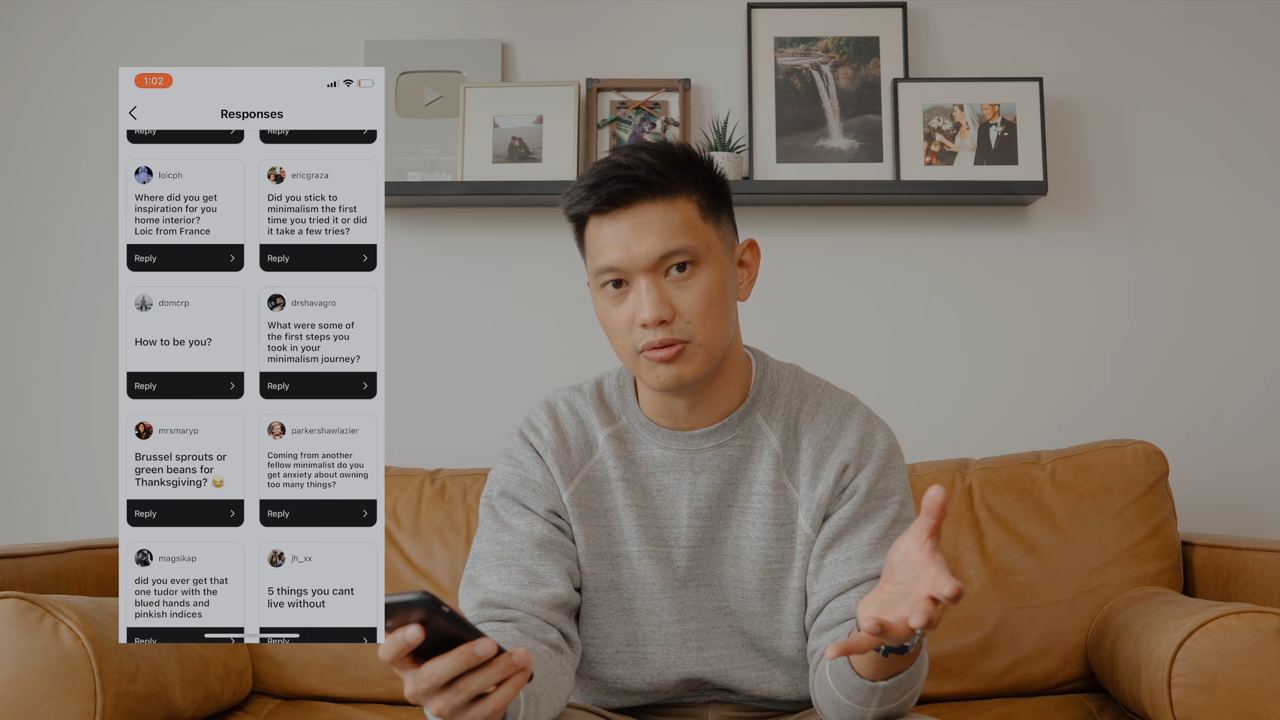 1:02
Responses
Reply
Reply
loicph
Where did you get
inspiration for you
home interior?
Loic from France
Reply
ericgraza
Did you stick to
minimalism the first
time you tried it or did
it take a few tries?
Reply
domcrp
How to be you?
Reply
drshavagro
What were some of
the first steps you
took in your
minimalism journey?
Reply
mrsmaryp
Brussel sprouts or
green beans for
Thanksgiving? 😂
Reply
parkershawlazier
Coming from another
fellow minimalist do you
get anxiety about owning
too many things?
Reply
magsikap
did you ever get that
one tudor with the
blued hands and
pinkish indices
Reply
jh_xx
5 things you cant
live without
Reply
YouTube